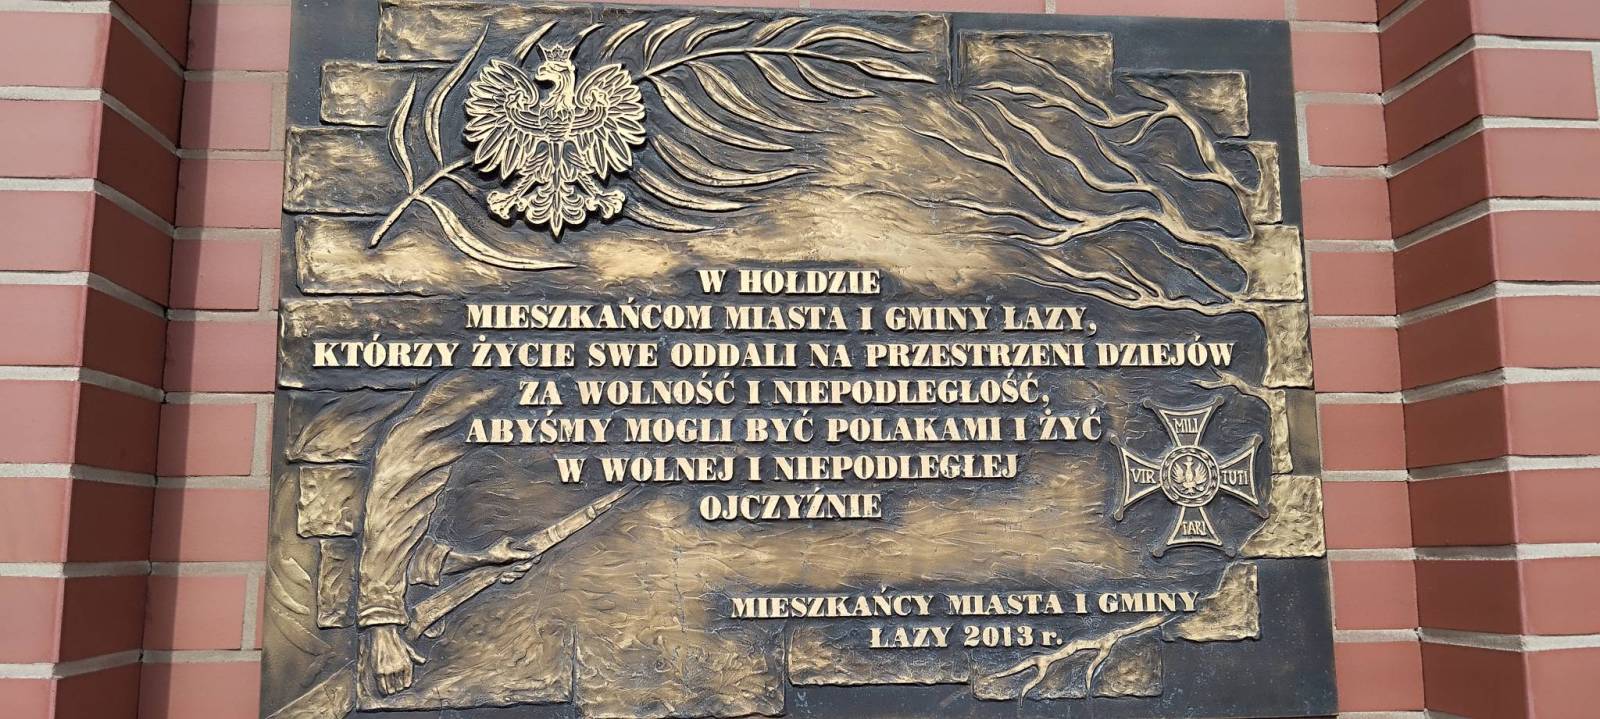 W HOŁDZIE
MIESZKAŃCOM MIASTA I GMINY ŁAZY,
KTÓRZY ŻYCIE SWE ODDALI NA PRZESTRZENI DZIEJÓW
ZA WOLNOŚĆ I NIEPODLEGŁOŚĆ,
ABYŚMY MOGLI BYĆ POLAKAMI I ŻYĆ
W WOLNEJ I NIEPODLEGŁEJ
OJCZYŹNIE
MILI
VIR TUTI
TARI
MIESZKAŃCY MIASTA I GMINY
ŁAZY 2013 r.